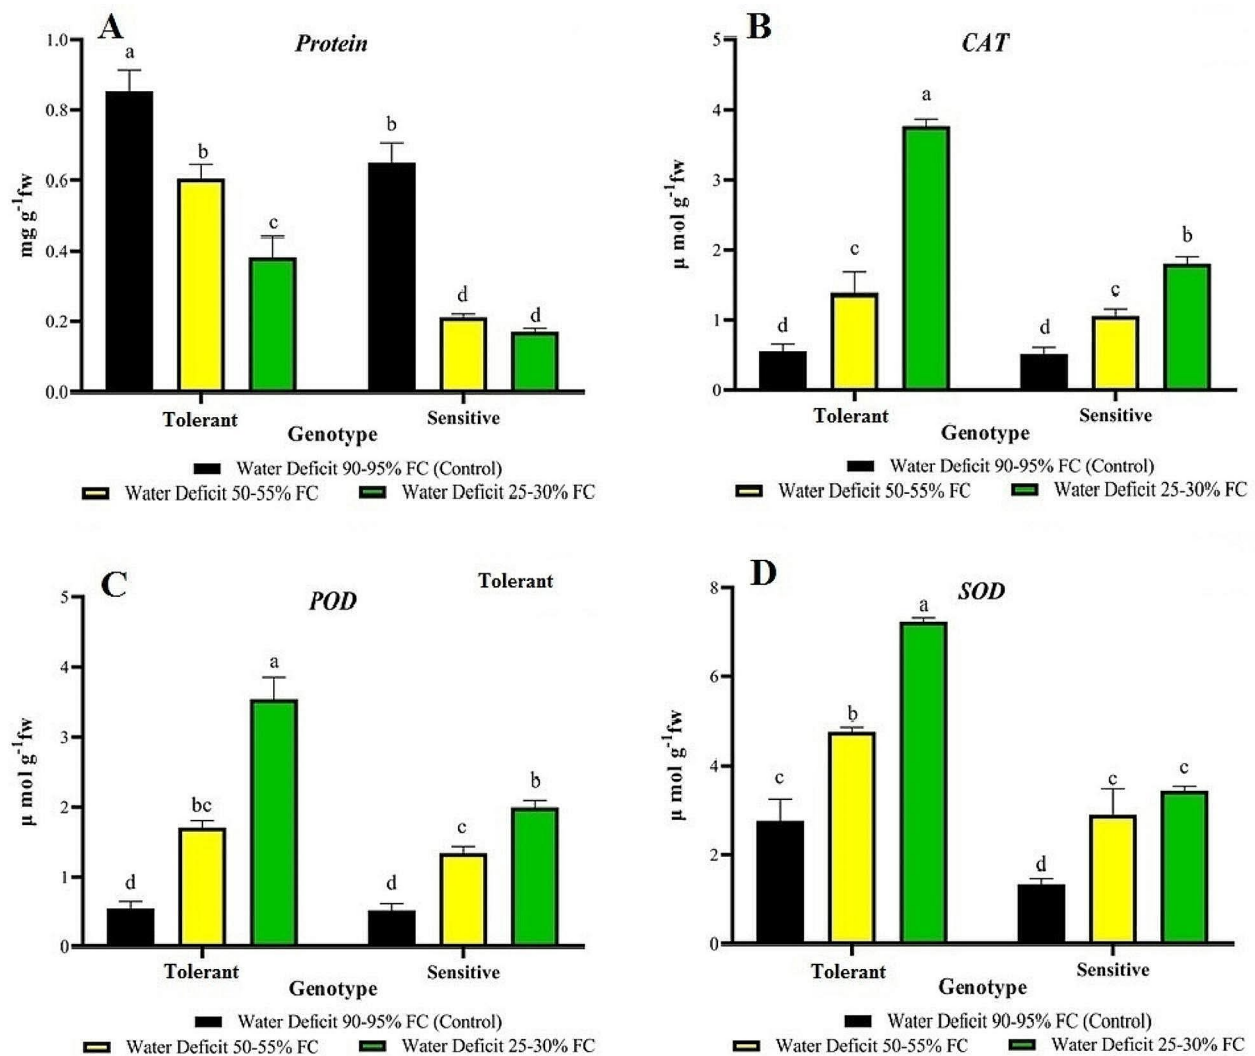 A
Protein
1.0
0.8
0.6
0.4
0.2
0.0
mg g-1fw
a
b
c
b
d
d
Tolerant
Sensitive
Genotype
Water Deficit 90-95% FC (Control)
Water Deficit 50-55% FC
Water Deficit 25-30% FC
B
CAT
5
4
3
2
1
0
µ mol g-1fw
d
c
a
d
c
b
Tolerant
Sensitive
Genotype
Water Deficit 90-95% FC (Control)
Water Deficit 50-55% FC
Water Deficit 25-30% FC
C
POD
Tolerant
5
4
3
2
1
0
µ mol g-1fw
d
bc
a
d
c
b
Tolerant
Sensitive
Genotype
Water Deficit 90-95% FC (Control)
Water Deficit 50-55% FC
Water Deficit 25-30% FC
D
SOD
8
6
4
2
0
µ mol g-1fw
c
b
a
d
c
c
Tolerant
Sensitive
Genotype
Water Deficit 90-95% FC (Control)
Water Deficit 50-55% FC
Water Deficit 25-30% FC